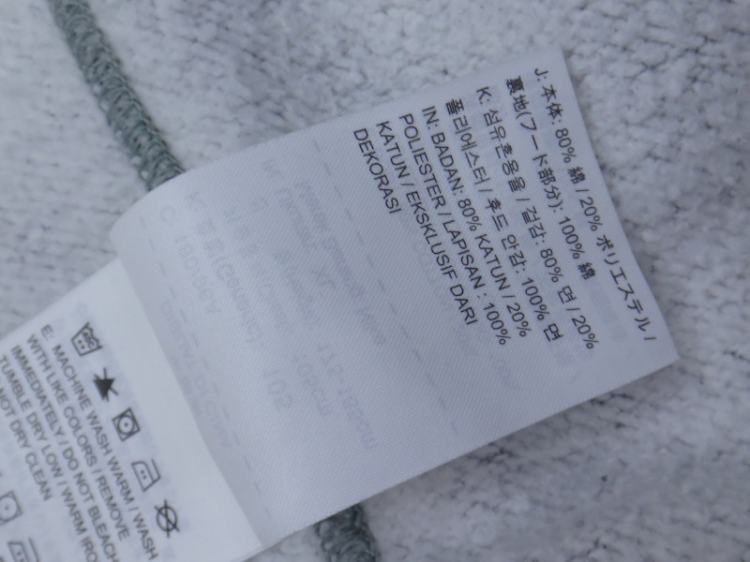 J: 本体: 80% 綿 / 20% ポリエステル /
裏地(フード部分): 100% 綿
K: 섬유혼용율 / 겉감: 80% 면 / 20%
폴리에스터 / 후드 안감: 100% 면
IN: BADAN: 80% KATUN / 20%
POLIESTER / LAPISAN : 100%
KATUN / EKSKLUSIF DARI
DEKORASI
E: MACHINE WASH WARM / WASH
WITH LIKE COLORS / REMOVE
IMMEDIATELY / DO NOT BLEACH
TUMBLE DRY LOW / WARM IRON
NOT DRY CLEAN